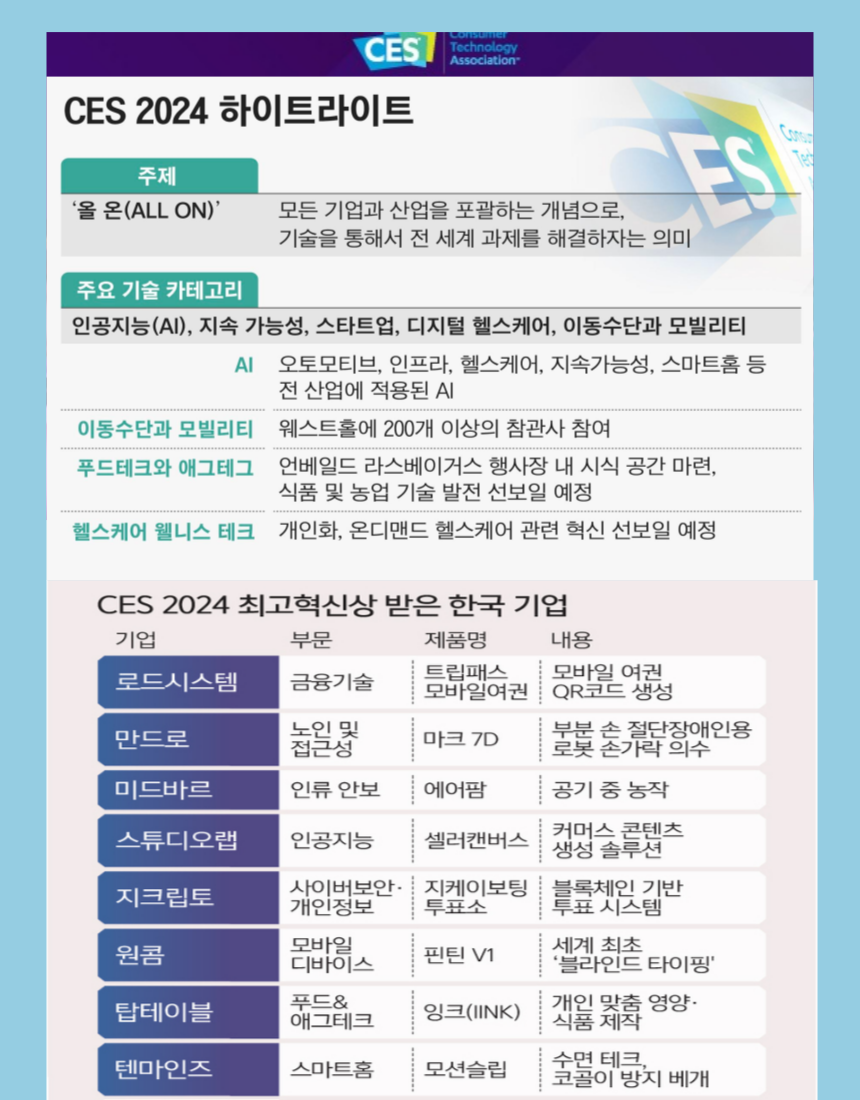 CES
Consumer
Technology
Association
CES 2024 하이트라이트
CES
주제
‘올 온(ALL ON)’
모든 기업과 산업을 포괄하는 개념으로,
기술을 통해서 전 세계 과제를 해결하자는 의미
주요 기술 카테고리
인공지능(AI), 지속 가능성, 스타트업, 디지털 헬스케어, 이동수단과 모빌리티
AI
오토모티브, 인프라, 헬스케어, 지속가능성, 스마트홈 등
전 산업에 적용된 AI
이동수단과 모빌리티
웨스트홀에 200개 이상의 참관사 참여
푸드테크와 애그테그
언베일드 라스베이거스 행사장 내 시식 공간 마련,
식품 및 농업 기술 발전 선보일 예정
헬스케어 웰니스 테크
개인화, 온디맨드 헬스케어 관련 혁신 선보일 예정
CES 2024 최고혁신상 받은 한국 기업
기업 부문 제품명 내용
로드시스템
금융기술
트립패스
모바일여권
모바일 여권
QR코드 생성
만드로
노인 및
접근성
마크 7D
부분 손 절단장애인용
로봇 손가락 의수
미드바르
인류 안보
에어팜
공기 중 농작
스튜디오랩
인공지능
셀러캔버스
커머스 콘텐츠
생성 솔루션
지크립토
사이버보안·
개인정보
지케이보팅
투표소
블록체인 기반
투표 시스템
원콤
모바일
디바이스
핀틴 V1
세계 최초
‘블라인드 타이핑'
탑테이블
푸드&
애그테크
잉크(IINK)
개인 맞춤 영양·
식품 제작
텐마인즈
스마트홈
모션슬립
수면 테크,
코골이 방지 베개